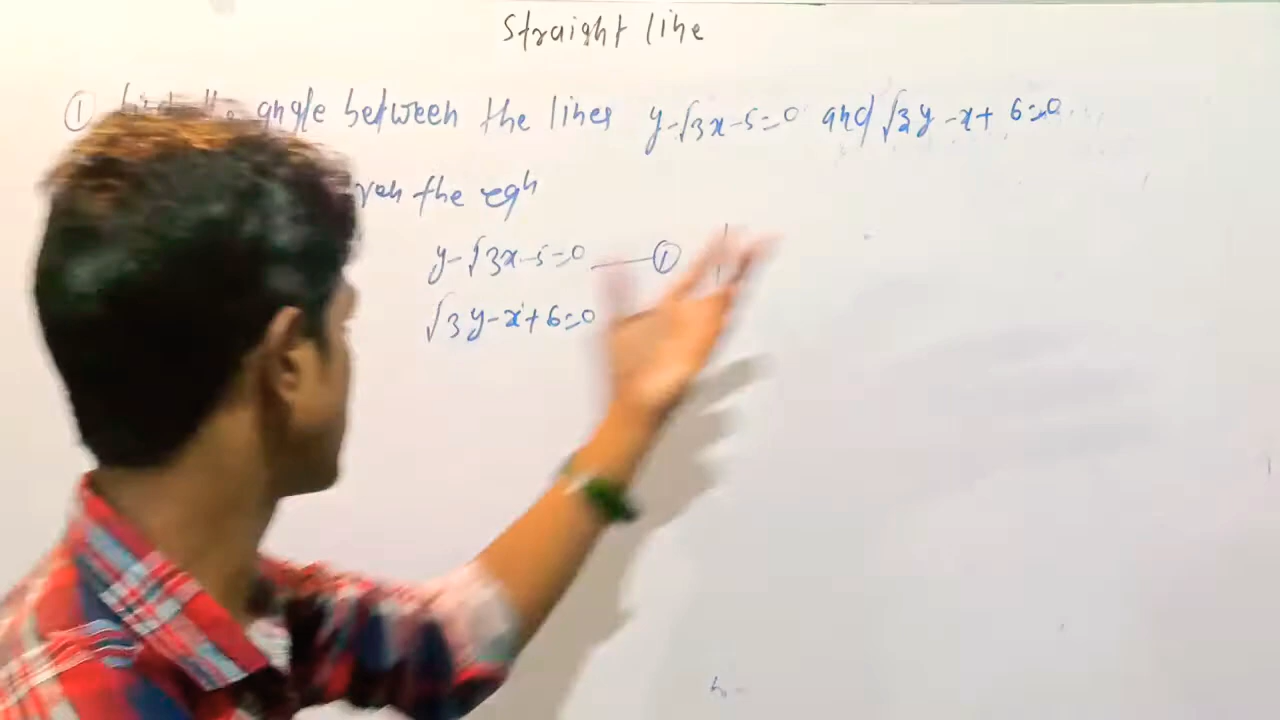 Straight line
① angle between the lines y-√3x-5=0 and √3y-x+6=0
the eqn
y-√3x-5=0 —— ①
√3y-x+6=0